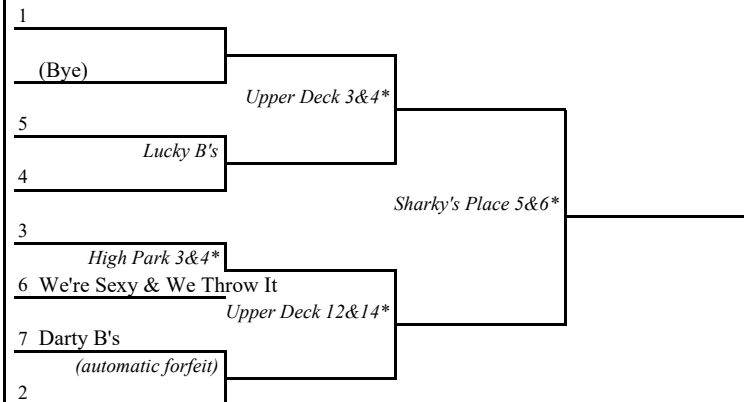 1
(Bye)
Upper Deck 3&4*
5
Lucky B's
4
Sharky's Place 5&6*
3
High Park 3&4*
6 We're Sexy & We Throw It
Upper Deck 12&14*
7 Darty B's
(automatic forfeit)
2